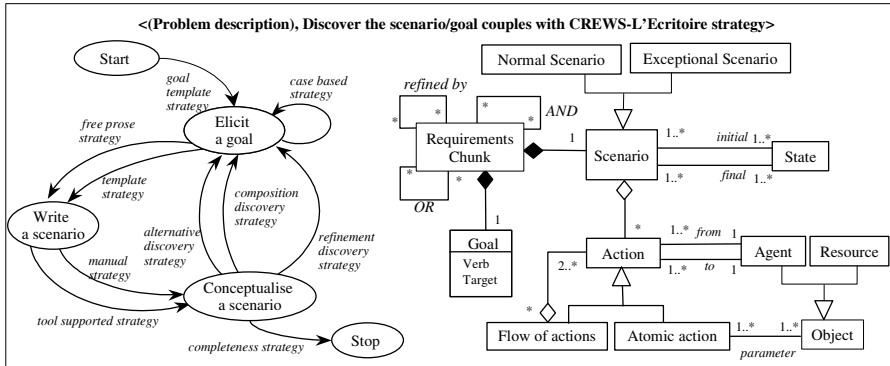 <(Problem description), Discover the scenario/goal couples with CREWS-L'Ecritoire strategy>
Start
goal
template
strategy
case based
strategy
Elicit
a goal
free prose
strategy
template
strategy
Write
a scenario
manual
strategy
alternative
discovery
strategy
composition
discovery
strategy
refinement
discovery
strategy
Conceptualise
a scenario
tool supported strategy
completeness strategy
Stop
Normal Scenario
Exceptional Scenario
refined by
*
*
*
*
AND
Requirements
Chunk
*
*
OR
1
Scenario
1..*
initial
1..*
1..*
final
1..*
State
1
Goal
Verb
Target
*
Action
2..*
*
1..*
from
1
1..*
to
1
Agent
Resource
Flow of actions
Atomic action
1..*
1..*
parameter
Object